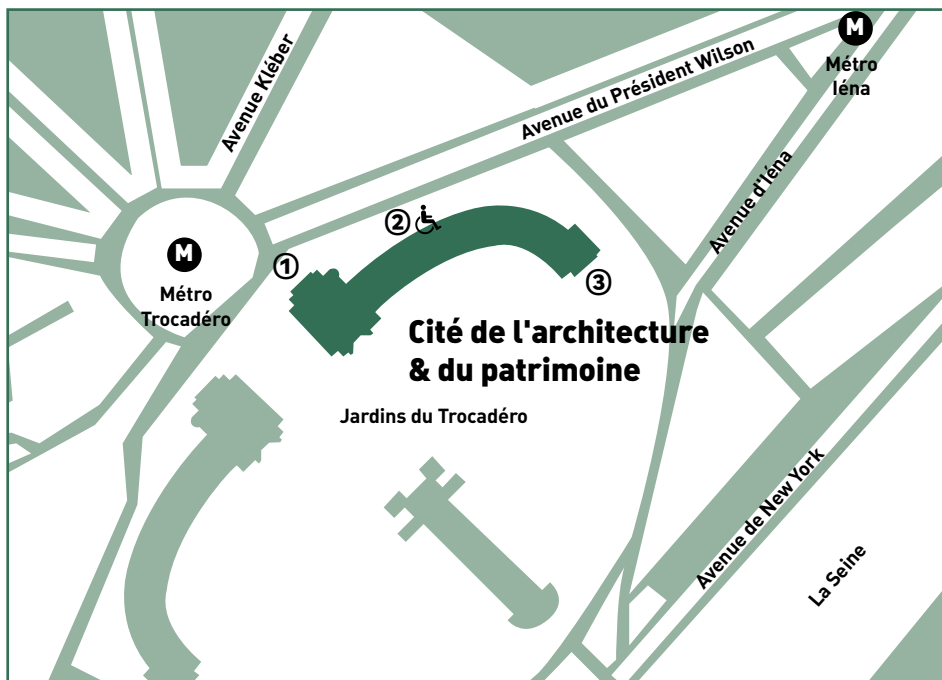 M
Métro
Iéna
Avenue Kléber
Avenue du Président Wilson
Avenue d'Iéna
②
①
M
Métro
Trocadéro
③
Cité de l'architecture
& du patrimoine
Jardins du Trocadéro
Avenue de New York
La Seine